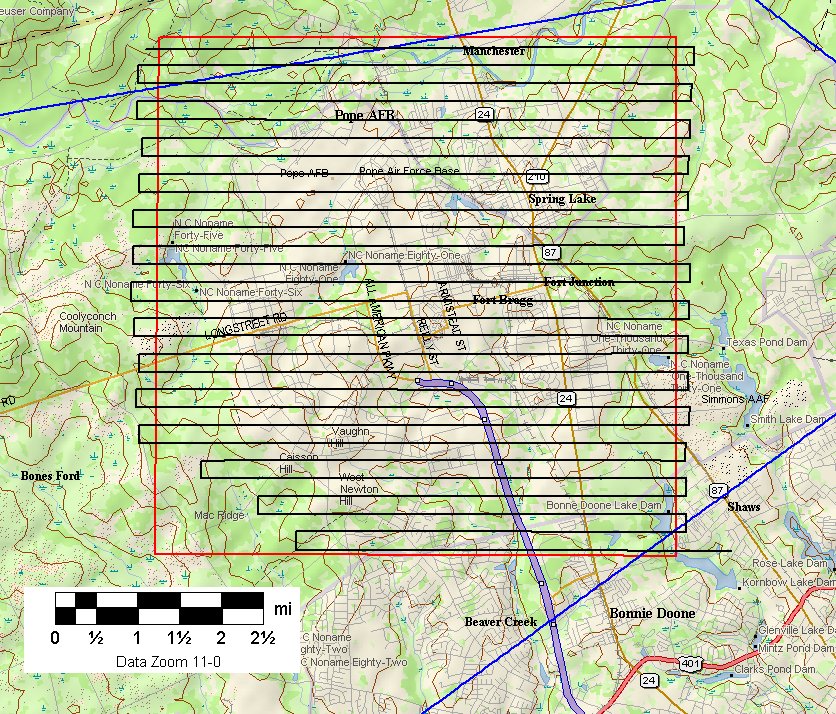 euser Company
Manchester
24
Pope AFB
Pope AFB
Pope Air Force Base
210
Spring Lake
N C Noname
Forty-Five
NC Noname Forty-Five
NC Noname Eighty-One
N C Noname
Eighty-One
87
N C Noname Forty-Six
NC Noname Forty-Six
Fort Junction
Fort Bragg
ALL AMERICAN PKWY
REILLY ST
ARMISTEAD ST
Coolyconch
Mountain
LONGSTREET RD
NC Noname
One-Thousand
Thirty-One
Texas Pond Dam
N C Noname
One-Thousand
Thirty-One
RD
24
Simmons AAF
Smith Lake Dam
Vaughn
Hill
Caisson
Hill
West
Newton
Hill
Bones Ford
87
Mac Ridge
Bonne Doone Lake Dam
Shaws
Rose Lake Dam
Kornbow Lake Dam
Beaver Creek
Bonnie Doone
Glenville Lake Da
Mintz Pond Dam
401
Clarks Pond Dam
24
C Noname
ghty-Two
C Noname Eighty-Two
mi
0 ½ 1 1½ 2 2½
Data Zoom 11-0